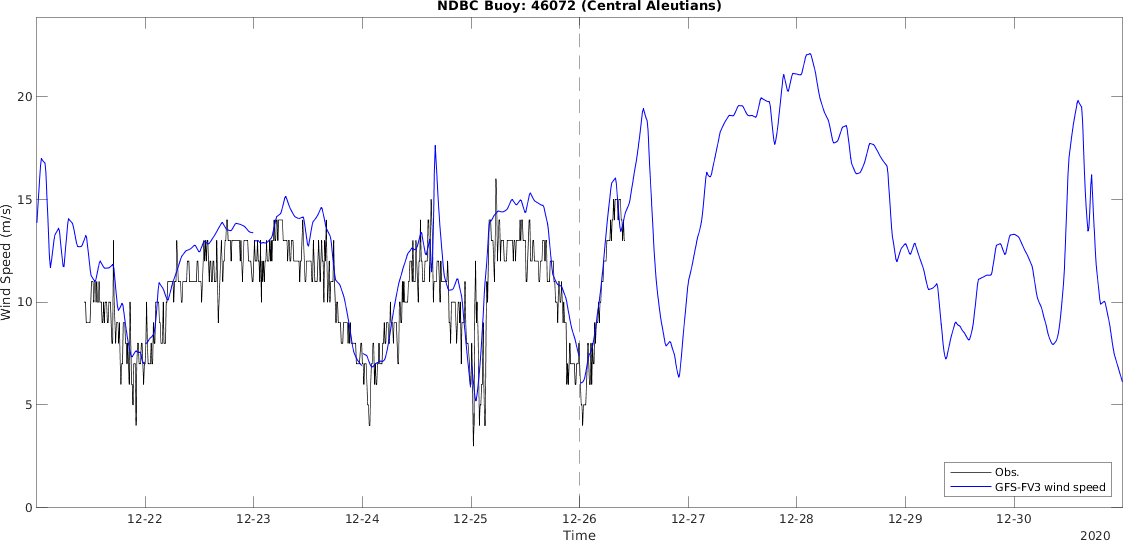 NDBC Buoy: 46072 (Central Aleutians)
Wind Speed (m/s)
20
15
10
5
0
Obs.
GFS-FV3 wind speed
12-22 12-23 12-24 12-25 12-26 12-27 12-28 12-29 12-30
Time
2020